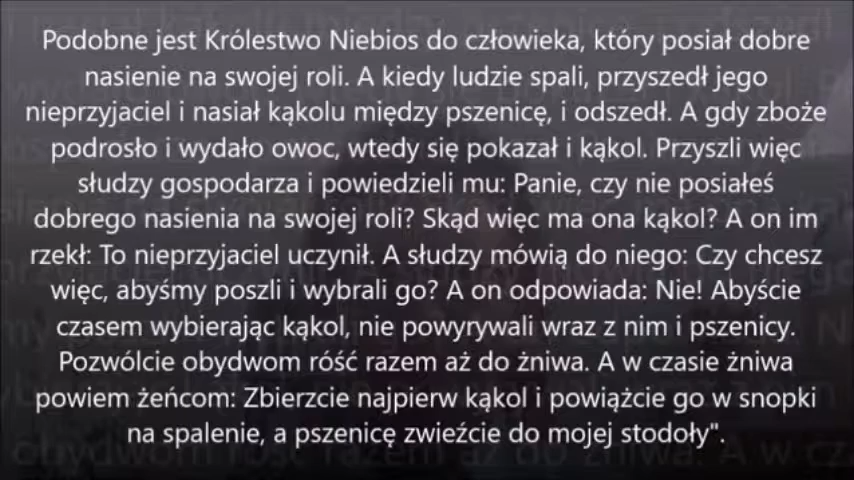 Podobne jest Królestwo Niebios do człowieka, który posiał dobre
nasienie na swojej roli. A kiedy ludzie spali, przyszedł jego
nieprzyjaciel i nasiał kąkolu między pszenicę, i odszedł. A gdy zboże
podrosło i wydało owoc, wtedy się pokazał i kąkol. Przyszli więc
słudzy gospodarza i powiedzieli mu: Panie, czy nie posiałeś
dobrego nasienia na swojej roli? Skąd więc ma ona kąkol? A on im
rzekł: To nieprzyjaciel uczynił. A słudzy mówią do niego: Czy chcesz
więc, abyśmy poszli i wybrali go? A on odpowiada: Nie! Abyście
czasem wybierając kąkol, nie powyrywali wraz z nim i pszenicy.
Pozwólcie obydwom róść razem aż do żniwa. A w czasie żniwa
powiem żeńcom: Zbierzcie najpierw kąkol i powiążcie go w snopki
na spalenie, a pszenicę zwieźcie do mojej stodoły".